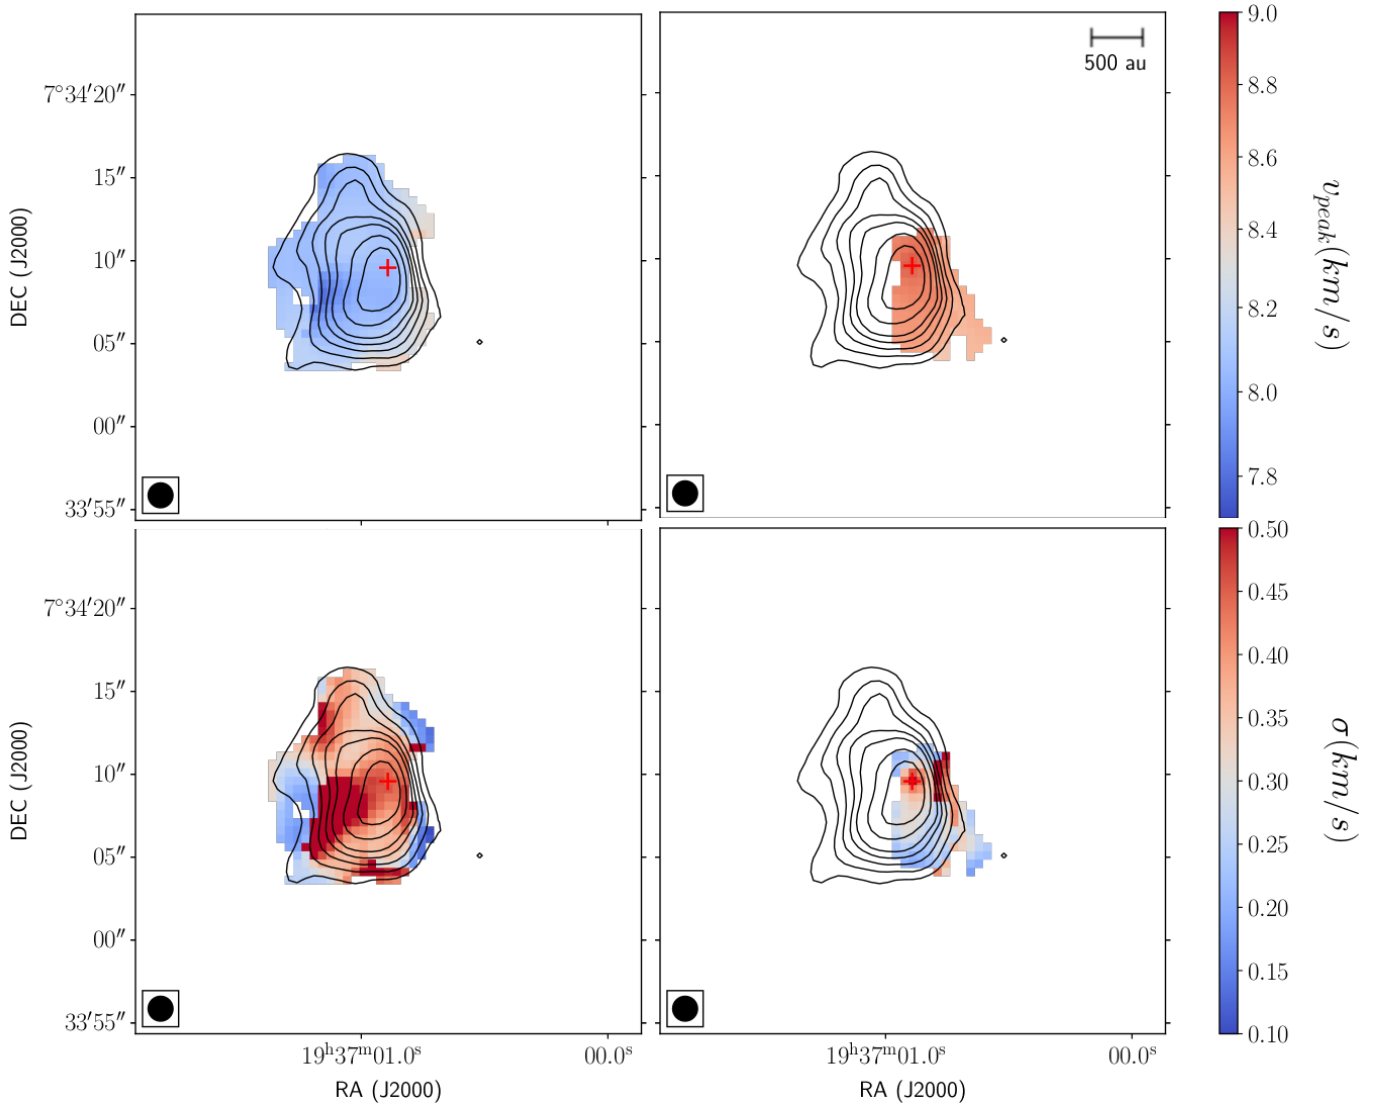 9.0
500 au
7°34′20″
8.8
15″
8.6
v_peak(km/s)
DEC (J2000)
10″
8.4
8.2
05″
8.0
00″
7.8
33′55″
0.50
7°34′20″
0.45
0.40
15″
0.35
σ(km/s)
DEC (J2000)
10″
0.30
0.25
05″
0.20
00″
0.15
33′55″
0.10
19ʰ37ᵐ01.0ˢ
00.0ˢ
19ʰ37ᵐ01.0ˢ
00.0ˢ
RA (J2000)
RA (J2000)